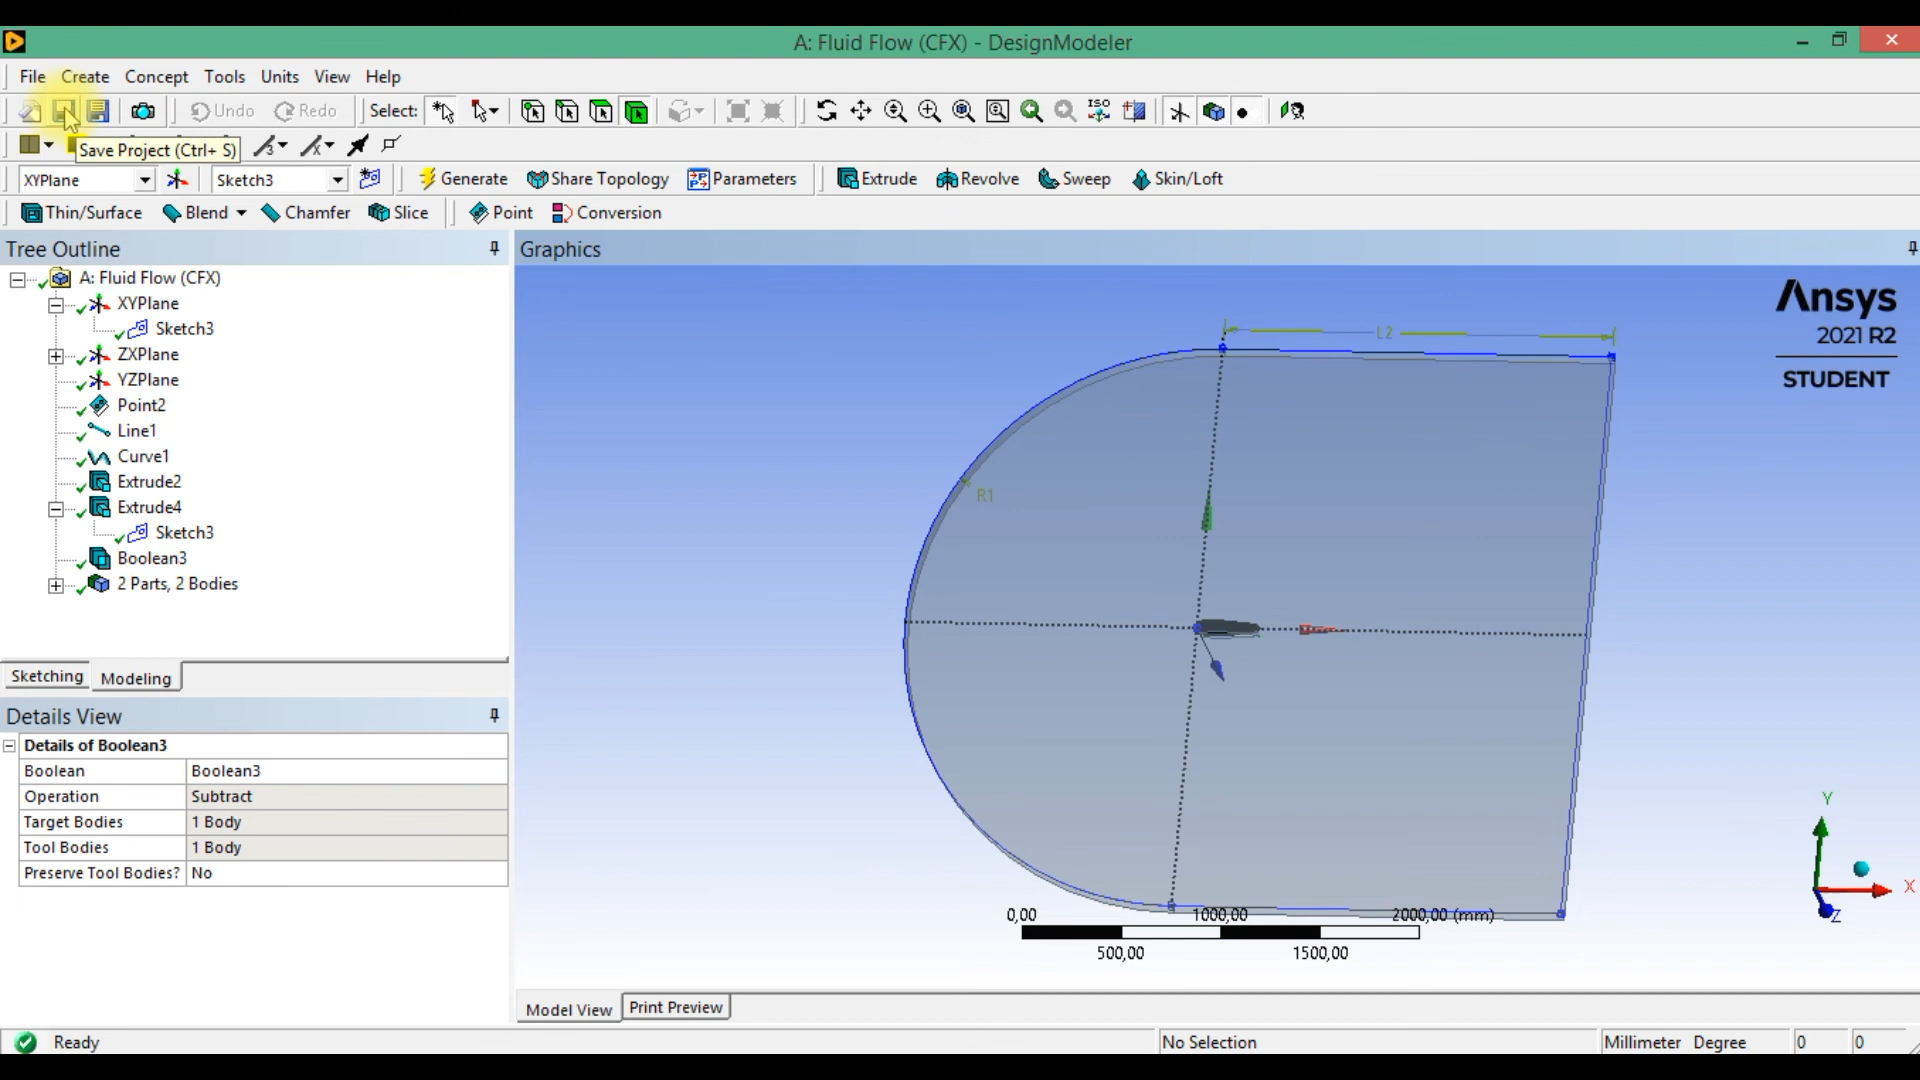 A: Fluid Flow (CFX) - DesignModeler
File Create Concept Tools Units View Help
Undo Redo Select: ISO
Save Project (Ctrl+ S)
XYPlane Sketch3 Generate Share Topology Parameters Extrude Revolve Sweep Skin/Loft
Thin/Surface Blend Chamfer Slice Point Conversion
Tree Outline
A: Fluid Flow (CFX)
XYPlane
Sketch3
ZXPlane
YZPlane
Point2
Line1
Curve1
Extrude2
Extrude4
Sketch3
Boolean3
2 Parts, 2 Bodies
Sketching Modeling
Details View
Details of Boolean3
Boolean Boolean3
Operation Subtract
Target Bodies 1 Body
Tool Bodies 1 Body
Preserve Tool Bodies? No
Graphics
Ansys
2021 R2
STUDENT
L2
R1
0,00 1000,00 2000,00 (mm)
500,00 1500,00
Y
X
Z
Model View Print Preview
Ready No Selection Millimeter Degree 0 0